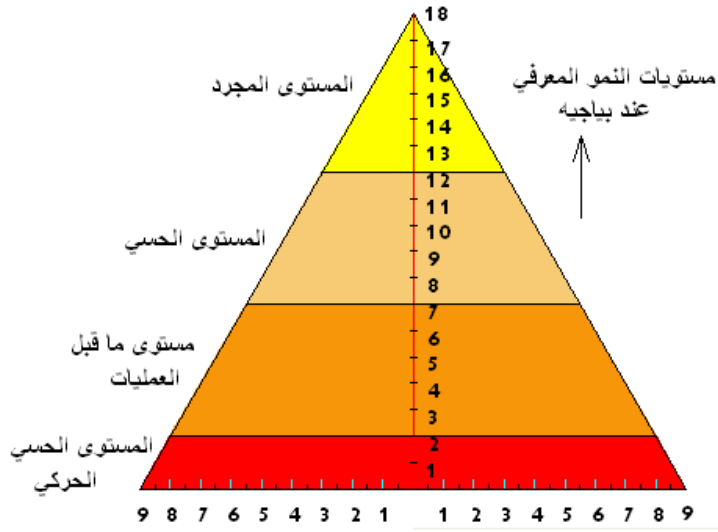 مستويات النمو المعرفي
عند بياجيه
المستوى المجرد
المستوى الحسي
مستوى ما قبل
العمليات
المستوى الحسي
الحركي
18
17
16
15
14
13
12
11
10
9
8
7
6
5
4
3
2
1
9 8 7 6 5 4 3 2 1 1 2 3 4 5 6 7 8 9